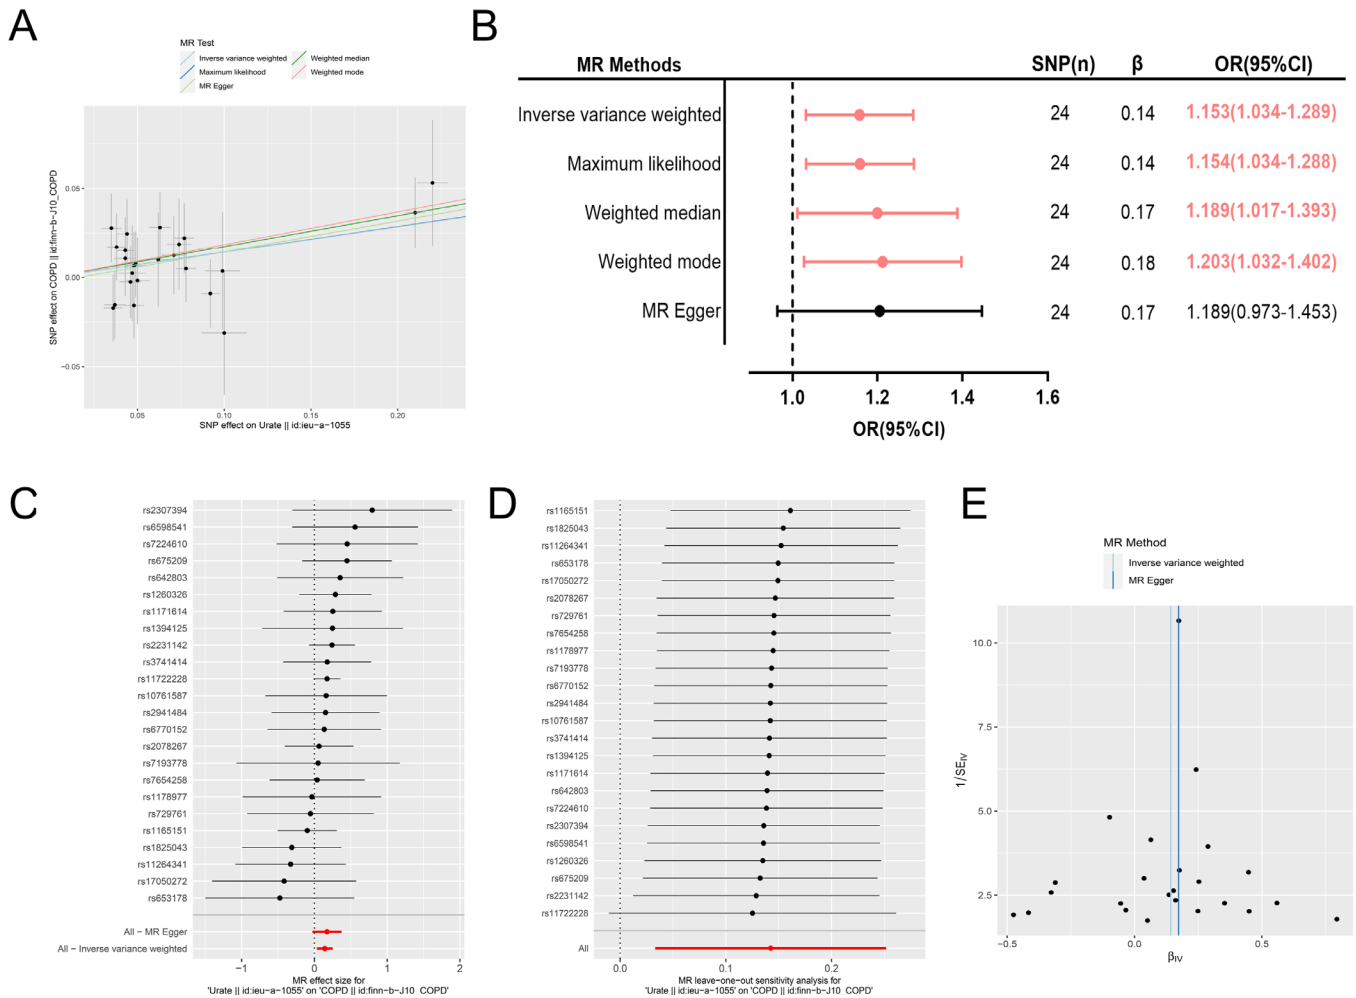 A
MR Test
Inverse variance weighted
Weighted median
Maximum likelihood
Weighted mode
MR Egger
SNP effect on COPD || id:finn−b−J10_COPD
0.05
0.00
−0.05
0.05
0.10
0.15
0.20
SNP effect on Urate || id:ieu−a−1055
B
MR Methods SNP(n) β OR(95%CI)
Inverse variance weighted 24 0.14 1.153(1.034-1.289)
Maximum likelihood 24 0.14 1.154(1.034-1.288)
Weighted median 24 0.17 1.189(1.017-1.393)
Weighted mode 24 0.18 1.203(1.032-1.402)
MR Egger 24 0.17 1.189(0.973-1.453)
1.0 1.2 1.4 1.6
OR(95%CI)
C
rs2307394
rs6598541
rs7224610
rs675209
rs642803
rs1260326
rs1171614
rs1394125
rs2231142
rs3741414
rs11722228
rs10761587
rs2941484
rs6770152
rs2078267
rs7193778
rs7654258
rs1178977
rs729761
rs1165151
rs1825043
rs11264341
rs17050272
rs653178
All − MR Egger
All − Inverse variance weighted
−1 0 1 2
MR effect size for
'Urate || id:ieu−a−1055' on 'COPD || id:finn−b−J10_COPD'
D
rs1165151
rs1825043
rs11264341
rs653178
rs17050272
rs2078267
rs729761
rs7654258
rs1178977
rs7193778
rs6770152
rs2941484
rs10761587
rs3741414
rs1394125
rs1171614
rs642803
rs7224610
rs2307394
rs6598541
rs1260326
rs675209
rs2231142
rs11722228
All
0.0 0.1 0.2
MR leave−one−out sensitivity analysis for
'Urate || id:ieu−a−1055' on 'COPD || id:finn−b−J10_COPD'
E
MR Method
Inverse variance weighted
MR Egger
1/SE_IV
10.0
7.5
5.0
2.5
−0.5 0.0 0.5
β_IV